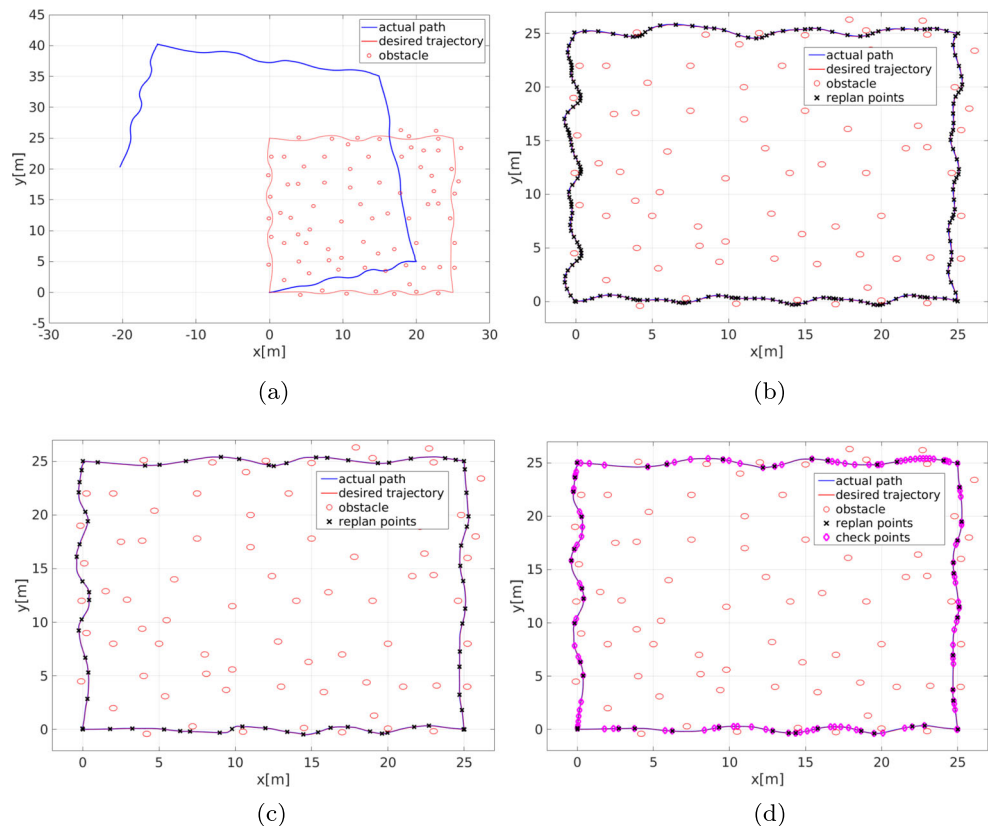 45
40
35
30
25
20
15
10
5
0
-5
-30
-20
-10
0
10
20
30
y[m]
x[m]
actual path
desired trajectory
obstacle
(a)
25
20
15
10
5
0
0
5
10
15
20
25
y[m]
x[m]
actual path
desired trajectory
obstacle
replan points
(b)
25
20
15
10
5
0
0
5
10
15
20
25
y[m]
x[m]
actual path
desired trajectory
obstacle
replan points
(c)
25
20
15
10
5
0
0
5
10
15
20
25
y[m]
x[m]
actual path
desired trajectory
obstacle
replan points
check points
(d)